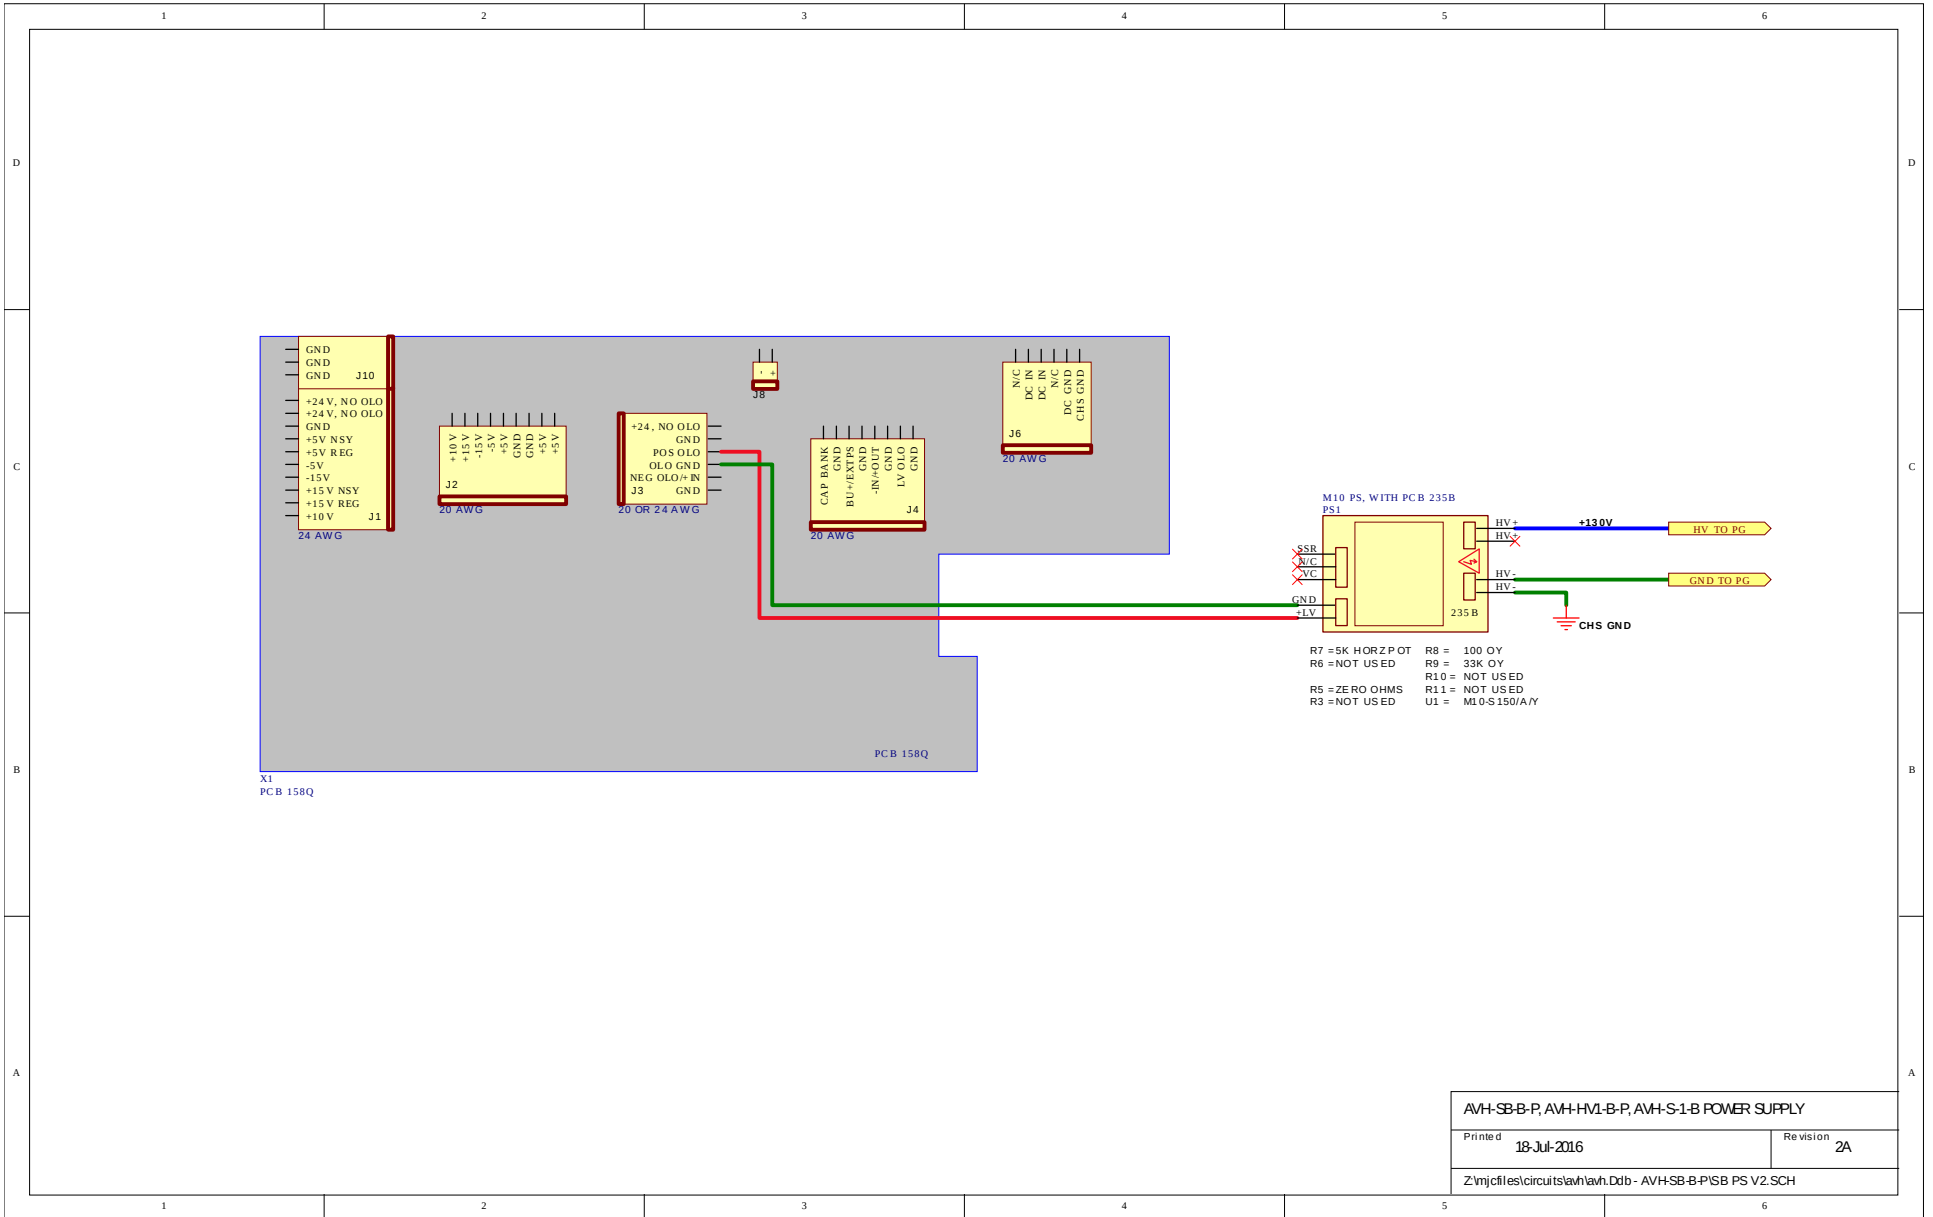 1 2 3 4 5 6
D D
GND
GND
GND J10
+24V, NO OLO
+24V, NO OLO
GND
+5V NSY
+5V REG
-5V
-15V
+15V NSY
+15V REG
+10V J1
24 AWG
+10V
+15V
-15V
-5V
+5V
GND
GND
+5V
+5V
J2
20 AWG
+24, NO OLO
GND
POS OLO
OLO GND
NEG OLO/+IN
J3 GND
20 OR 24 AWG
- +
J8
CAP BANK
GND
BU+/EXTPS
GND
-IN/+OUT
GND
LV OLO
GND
J4
20 AWG
N/C
DC IN
DC IN
N/C
DC GND
CHS GND
J6
20 AWG
C C
M10 PS, WITH PCB 235B
PS1
SSR
N/C
VC
GND
+LV
HV+
HV+
HV-
HV-
235B
+130V
HV TO PG
GND TO PG
CHS GND
R7 =5K HORZ POT R8 = 100 OY
R6 =NOT USED R9 = 33K OY
R10 = NOT USED
R5 =ZERO OHMS R11 = NOT USED
R3 =NOT USED U1 = M10-S150/A/Y
PCB 158Q
B B
X1
PCB 158Q
A A
AVH-SB-B-P, AVH-HV1-B-P, AVH-S-1-B POWER SUPPLY
Printed 18-Jul-2016 Revision 2A
Z:\mjcfiles\circuits\avh\avh.Ddb - AVH-SB-B-P\SB PS V2.SCH
1 2 3 4 5 6